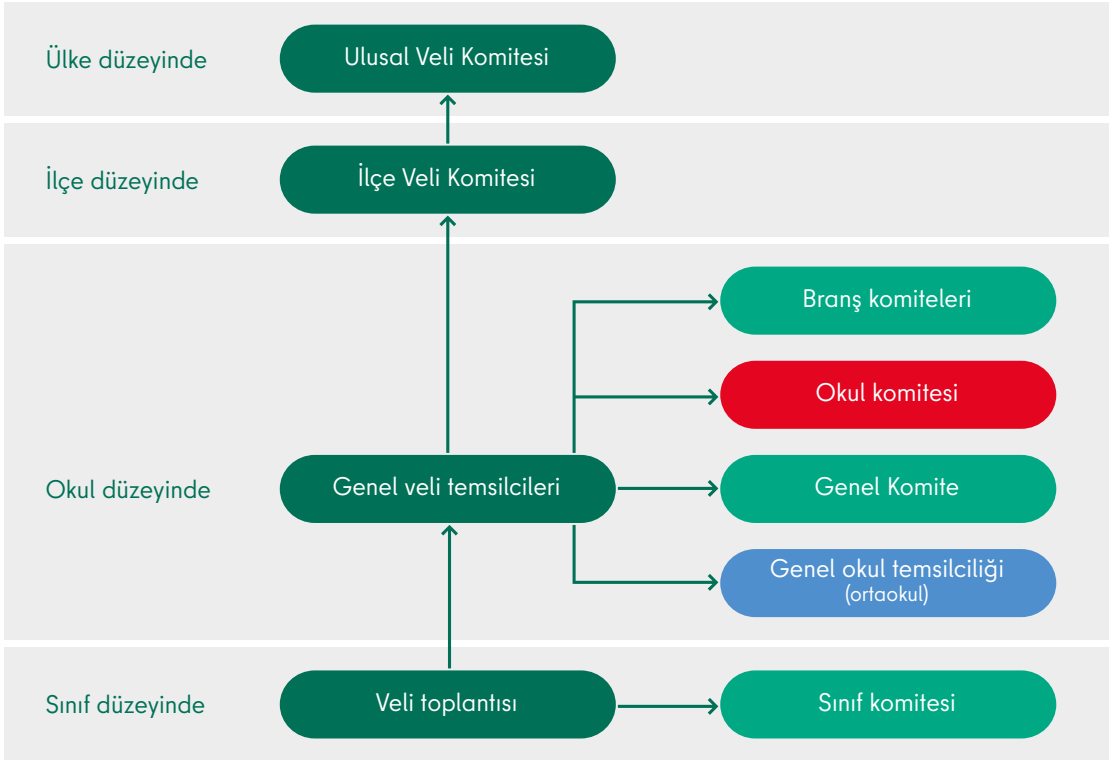 Ülke düzeyinde
Ulusal Veli Komitesi
İlçe düzeyinde
İlçe Veli Komitesi
Branş komiteleri
Okul komitesi
Okul düzeyinde
Genel veli temsilcileri
Genel Komite
Genel okul temsilciliği
(ortaokul)
Sınıf düzeyinde
Veli toplantısı
Sınıf komitesi